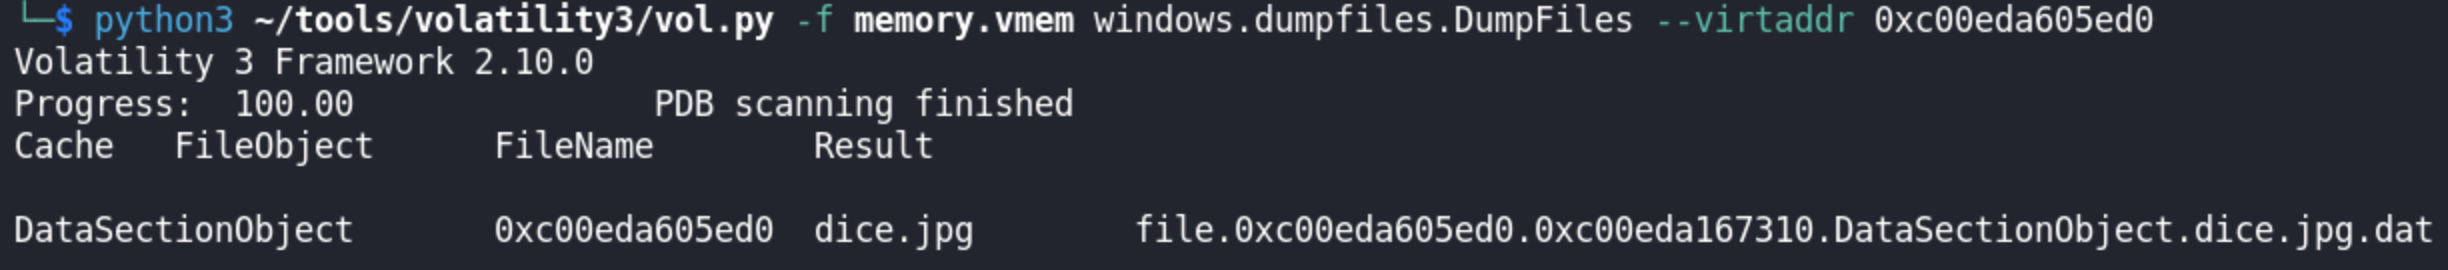 └─$ python3 ~/tools/volatility3/vol.py -f memory.vmem windows.dumpfiles.DumpFiles --virtaddr 0xc00eda605ed0
Volatility 3 Framework 2.10.0
Progress:  100.00               PDB scanning finished
Cache   FileObject      FileName        Result
DataSectionObject       0xc00eda605ed0  dice.jpg        file.0xc00eda605ed0.0xc00eda167310.DataSectionObject.dice.jpg.dat